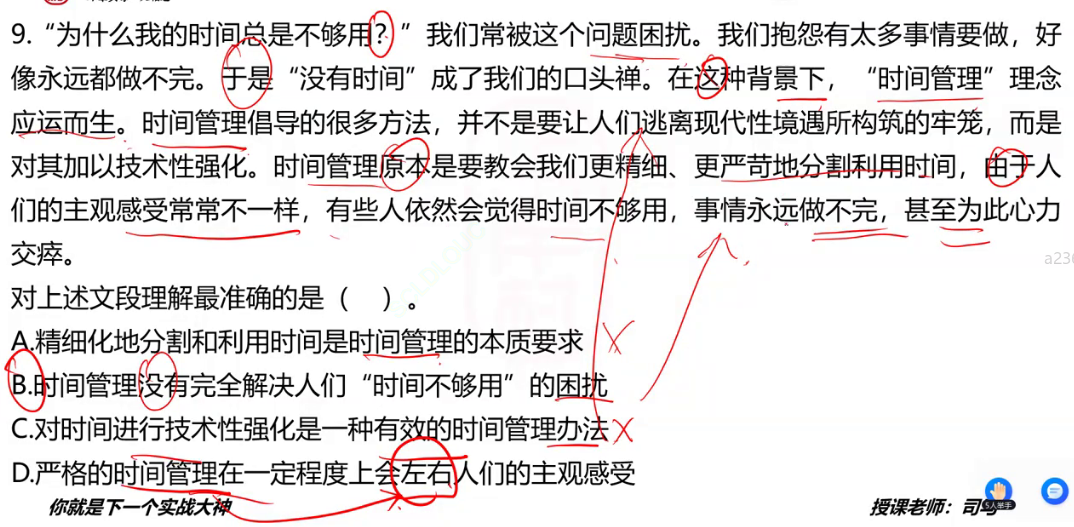 9.“为什么我的时间总是不够用？”我们常被这个问题困扰。我们抱怨有太多事情要做，好
像永远都做不完。于是“没有时间”成了我们的口头禅。在这种背景下，“时间管理”理念
应运而生。时间管理倡导的很多方法，并不是要让人们逃离现代性境遇所构筑的牢笼，而是
对其加以技术性强化。时间管理原本是要教会我们更精细、更严苛地分割利用时间，由于人
们的主观感受常常不一样，有些人依然会觉得时间不够用，事情永远做不完，甚至为此心力
交瘁。
a236
对上述文段理解最准确的是（ ）。
A.精细化地分割和利用时间是时间管理的本质要求
B.时间管理没有完全解决人们“时间不够用”的困扰
C.对时间进行技术性强化是一种有效的时间管理办法
D.严格的时间管理在一定程度上会左右人们的主观感受
你就是下一个实战大神
授课老师：司马
人举手